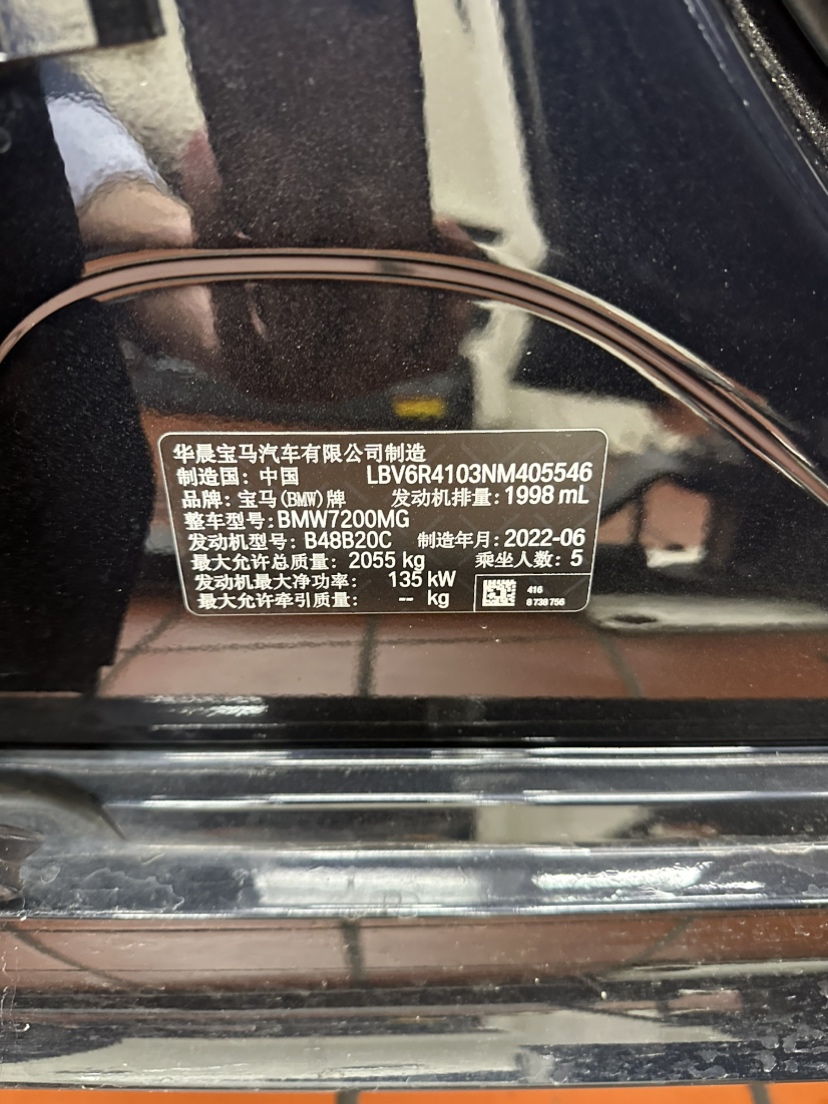 华晨宝马汽车有限公司制造
制造国：中国 LBV6R4103NM405546
品牌：宝马(BMW)牌 发动机排量：1998 mL
整车型号：BMW7200MG
发动机型号：B48B20C 制造年月：2022-06
最大允许总质量：2055 kg 乘坐人数：5
发动机最大净功率：135 kW
最大允许牵引质量：-- kg
416
8 738 756